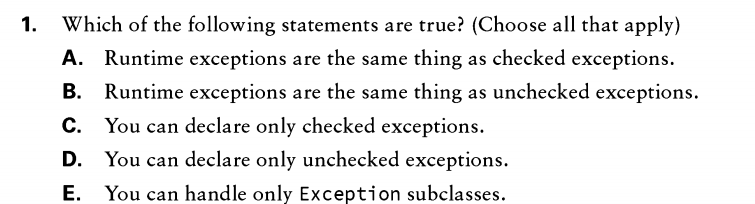 1. Which of the following statements are true? (Choose all that apply)
A. Runtime exceptions are the same thing as checked exceptions.
B. Runtime exceptions are the same thing as unchecked exceptions.
C. You can declare only checked exceptions.
D. You can declare only unchecked exceptions.
E. You can handle only Exception subclasses.